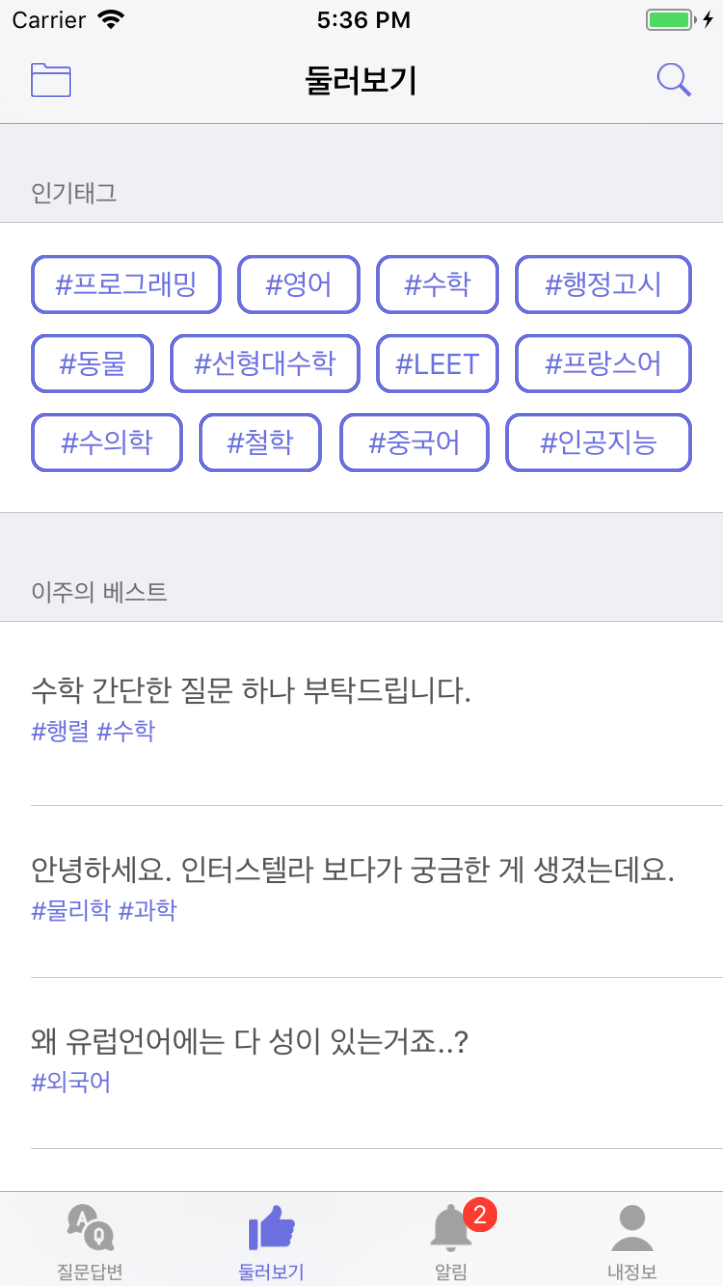 Carrier 5:36 PM
둘러보기
인기태그
#프로그래밍 #영어 #수학 #행정고시
#동물 #선형대수학 #LEET #프랑스어
#수의학 #철학 #중국어 #인공지능
이주의 베스트
수학 간단한 질문 하나 부탁드립니다.
#행렬 #수학
안녕하세요. 인터스텔라 보다가 궁금한 게 생겼는데요.
#물리학 #과학
왜 유럽언어에는 다 성이 있는거죠..?
#외국어
A Q 2
질문답변 둘러보기 알림 내정보